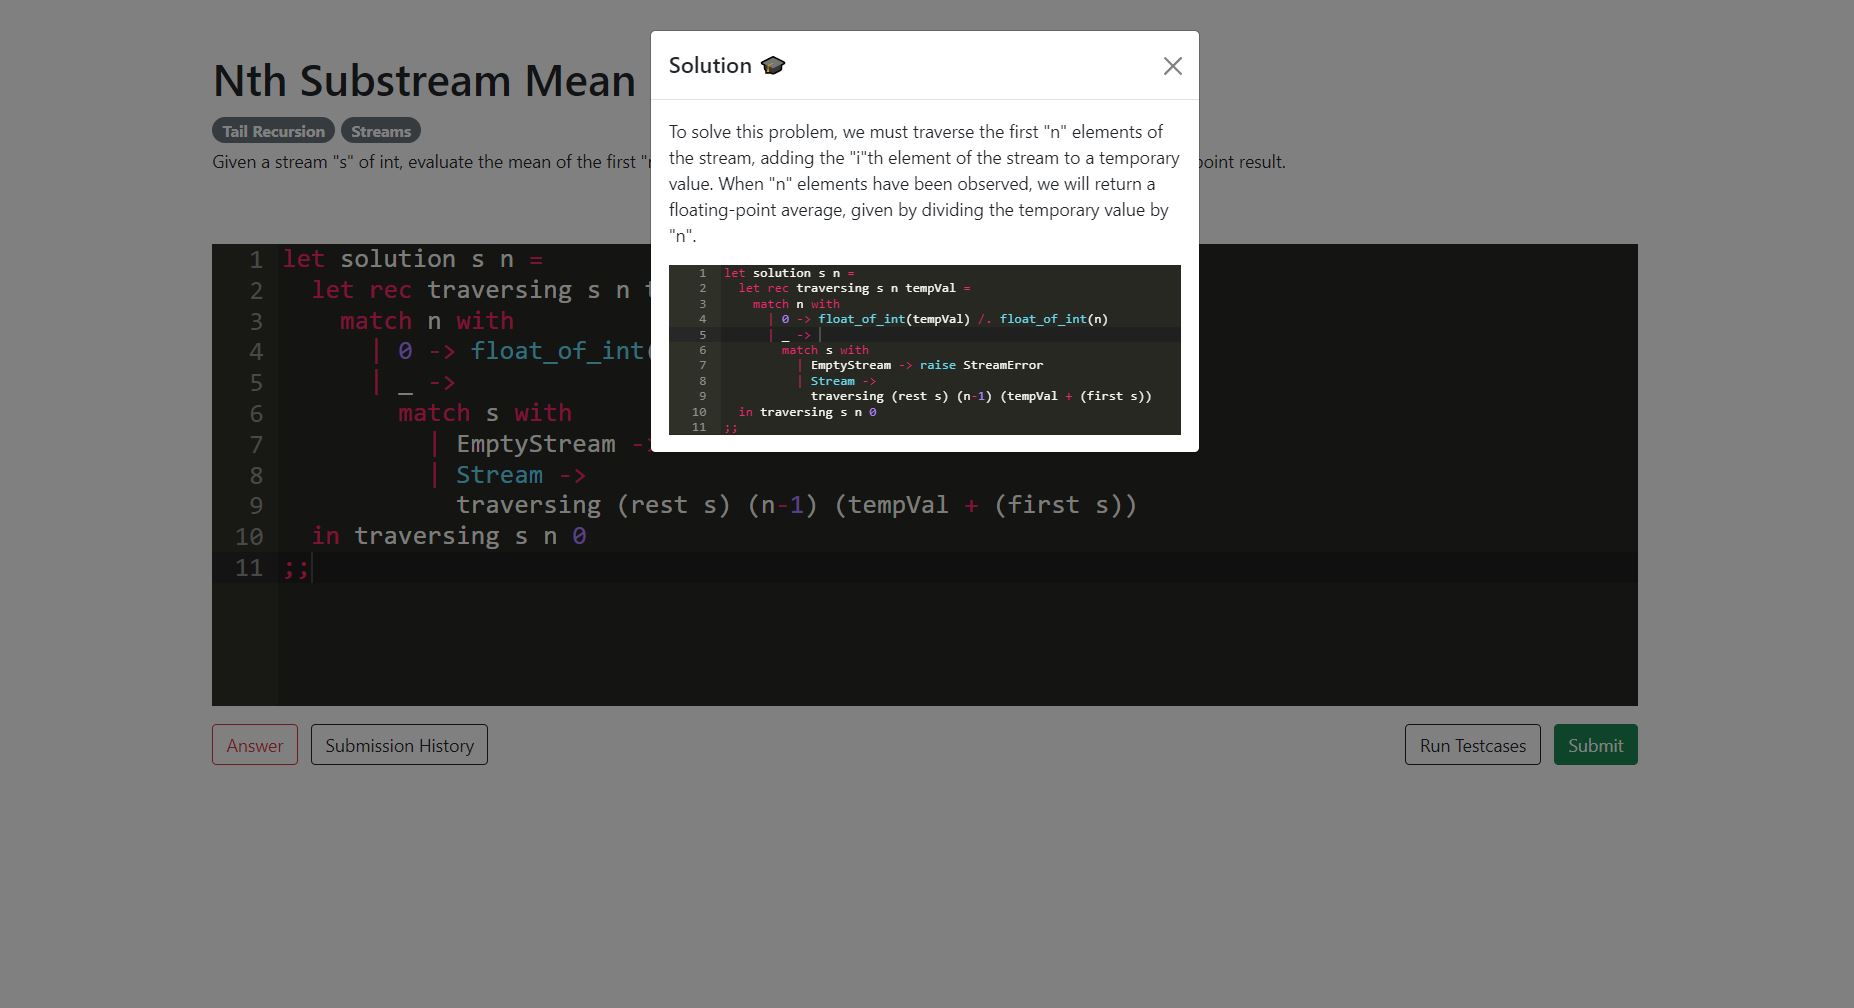 Nth Substream Mean
Tail Recursion Streams
Given a stream "s" of int, evaluate the mean of the first "
point result.
1 let solution s n =
2 let rec traversing s n
3 match n with
4 | 0 -> float_of_int(
5 | _ ->
6 match s with
7 | EmptyStream -
8 | Stream ->
9 traversing (rest s) (n-1) (tempVal + (first s))
10 in traversing s n 0
11 ;;
Answer
Submission History
Run Testcases
Submit
Solution
To solve this problem, we must traverse the first "n" elements of
the stream, adding the "i"th element of the stream to a temporary
value. When "n" elements have been observed, we will return a
floating-point average, given by dividing the temporary value by
"n".
1 let solution s n =
2 let rec traversing s n tempVal =
3 match n with
4 | 0 -> float_of_int(tempVal) /. float_of_int(n)
5 | _ ->
6 match s with
7 | EmptyStream -> raise StreamError
8 | Stream ->
9 traversing (rest s) (n-1) (tempVal + (first s))
10 in traversing s n 0
11 ;;